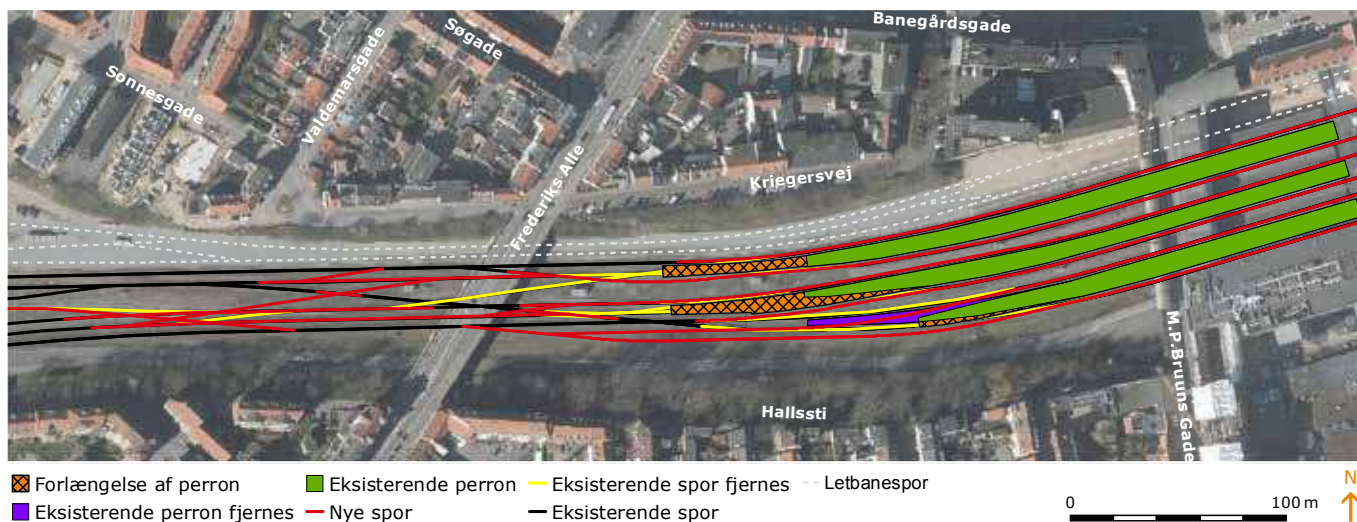 Banegårdsgade
Søgade
Sonnesgade
Valdemarsgade
Kriegersvej
Frederiks Alle
M.P.Bruuns Gade
Hallssti
Forlængelse af perron
Eksisterende perron
Eksisterende spor fjernes
Letbanespor
Eksisterende perron fjernes
Nye spor
Eksisterende spor
0 100 m
N